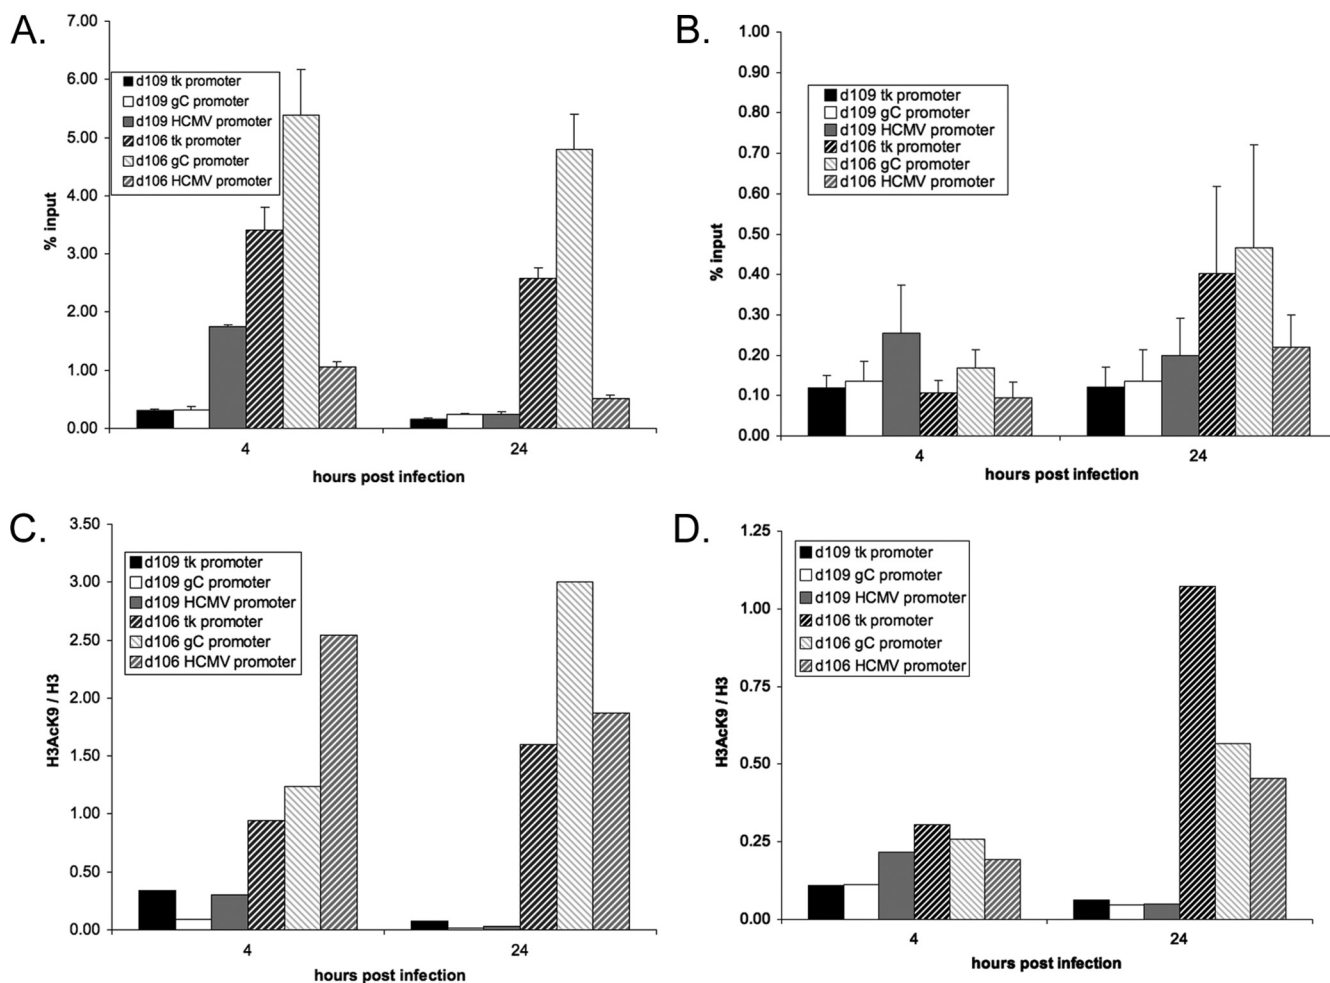 A.
7.00
6.00
5.00
4.00
3.00
2.00
1.00
0.00
% input
d109 tk promoter
d109 gC promoter
d109 HCMV promoter
d106 tk promoter
d106 gC promoter
d106 HCMV promoter
4
24
hours post infection
B.
1.00
0.90
0.80
0.70
0.60
0.50
0.40
0.30
0.20
0.10
0.00
% input
d109 tk promoter
d109 gC promoter
d109 HCMV promoter
d106 tk promoter
d106 gC promoter
d106 HCMV promoter
4
24
hours post infection
C.
3.50
3.00
2.50
2.00
1.50
1.00
0.50
0.00
H3AcK9 / H3
d109 tk promoter
d109 gC promoter
d109 HCMV promoter
d106 tk promoter
d106 gC promoter
d106 HCMV promoter
4
24
hours post infection
D.
1.25
1.00
0.75
0.50
0.25
0.00
H3AcK9 / H3
d109 tk promoter
d109 gC promoter
d109 HCMV promoter
d106 tk promoter
d106 gC promoter
d106 HCMV promoter
4
24
hours post infection